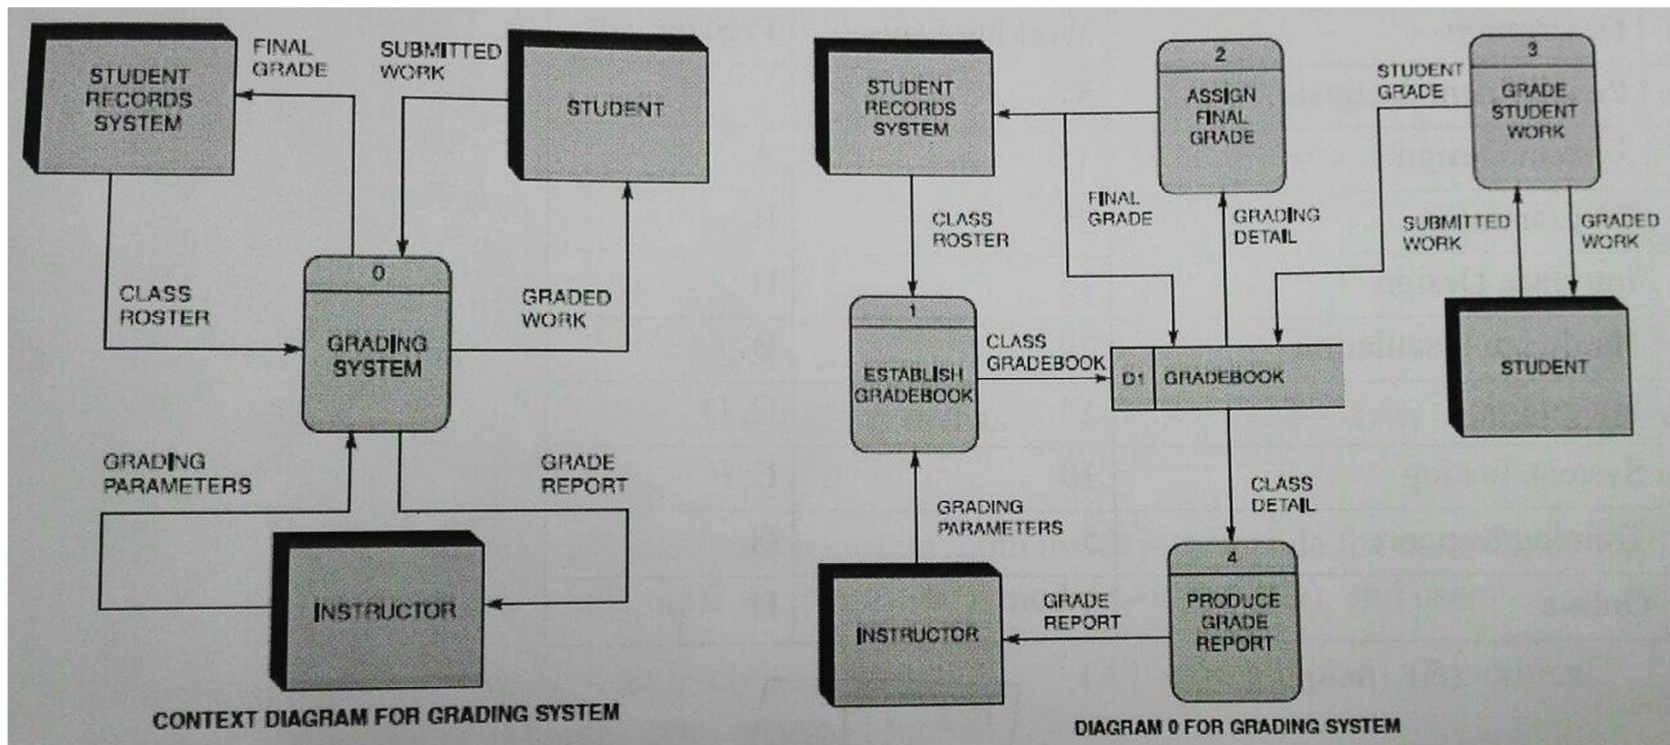 STUDENT
RECORDS
SYSTEM
FINAL
GRADE
SUBMITTED
WORK
STUDENT
CLASS
ROSTER
0
GRADING
SYSTEM
GRADED
WORK
GRADING
PARAMETERS
GRADE
REPORT
INSTRUCTOR
CONTEXT DIAGRAM FOR GRADING SYSTEM
STUDENT
RECORDS
SYSTEM
2
ASSIGN
FINAL
GRADE
STUDENT
GRADE
3
GRADE
STUDENT
WORK
CLASS
ROSTER
FINAL
GRADE
GRADING
DETAIL
SUBMITTED
WORK
GRADED
WORK
1
ESTABLISH
GRADEBOOK
CLASS
GRADEBOOK
D1 GRADEBOOK
STUDENT
GRADING
PARAMETERS
CLASS
DETAIL
INSTRUCTOR
GRADE
REPORT
4
PRODUCE
GRADE
REPORT
DIAGRAM 0 FOR GRADING SYSTEM